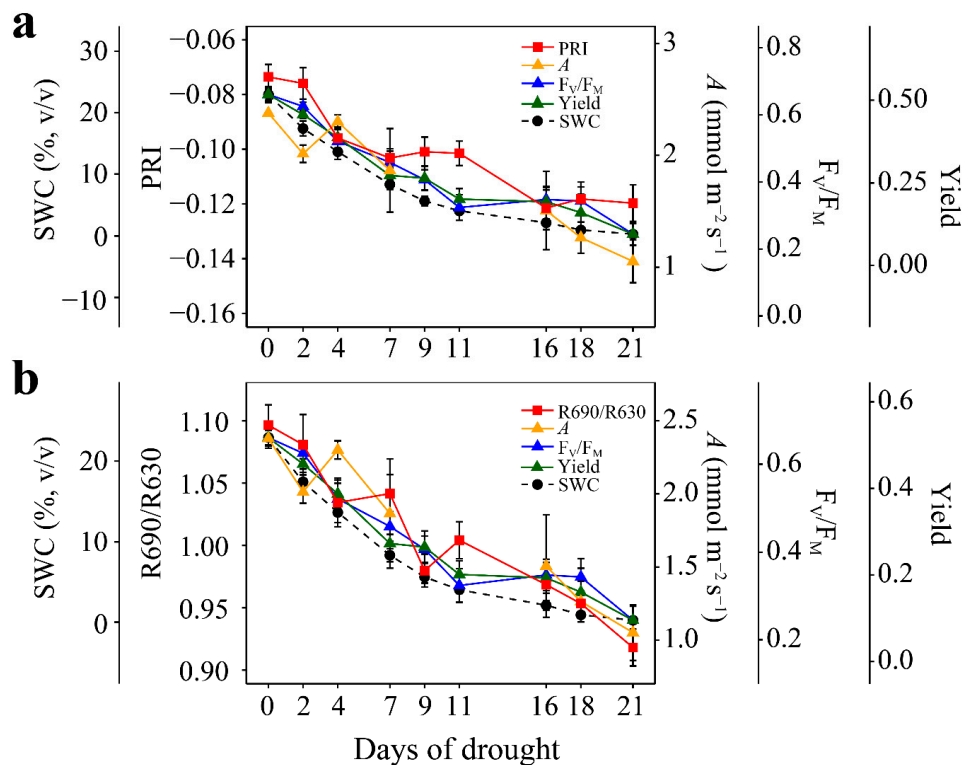 a
SWC (%, v/v)
30
20
10
0
−10
PRI
−0.06
−0.08
−0.10
−0.12
−0.14
−0.16
PRI
A
FV/FM
Yield
SWC
3
2
1
A (mmol m−2 s−1)
0.8
0.6
0.4
0.2
0.0
FV/FM
0.50
0.25
0.00
Yield
0 2 4 7 9 11 16 18 21
b
SWC (%, v/v)
20
10
0
R690/R630
1.10
1.05
1.00
0.95
0.90
R690/R630
A
FV/FM
Yield
SWC
2.5
2.0
1.5
1.0
A (mmol m−2s−1)
0.6
0.4
0.2
FV/FM
0.6
0.4
0.2
0.0
Yield
0 2 4 7 9 11 16 18 21
Days of drought